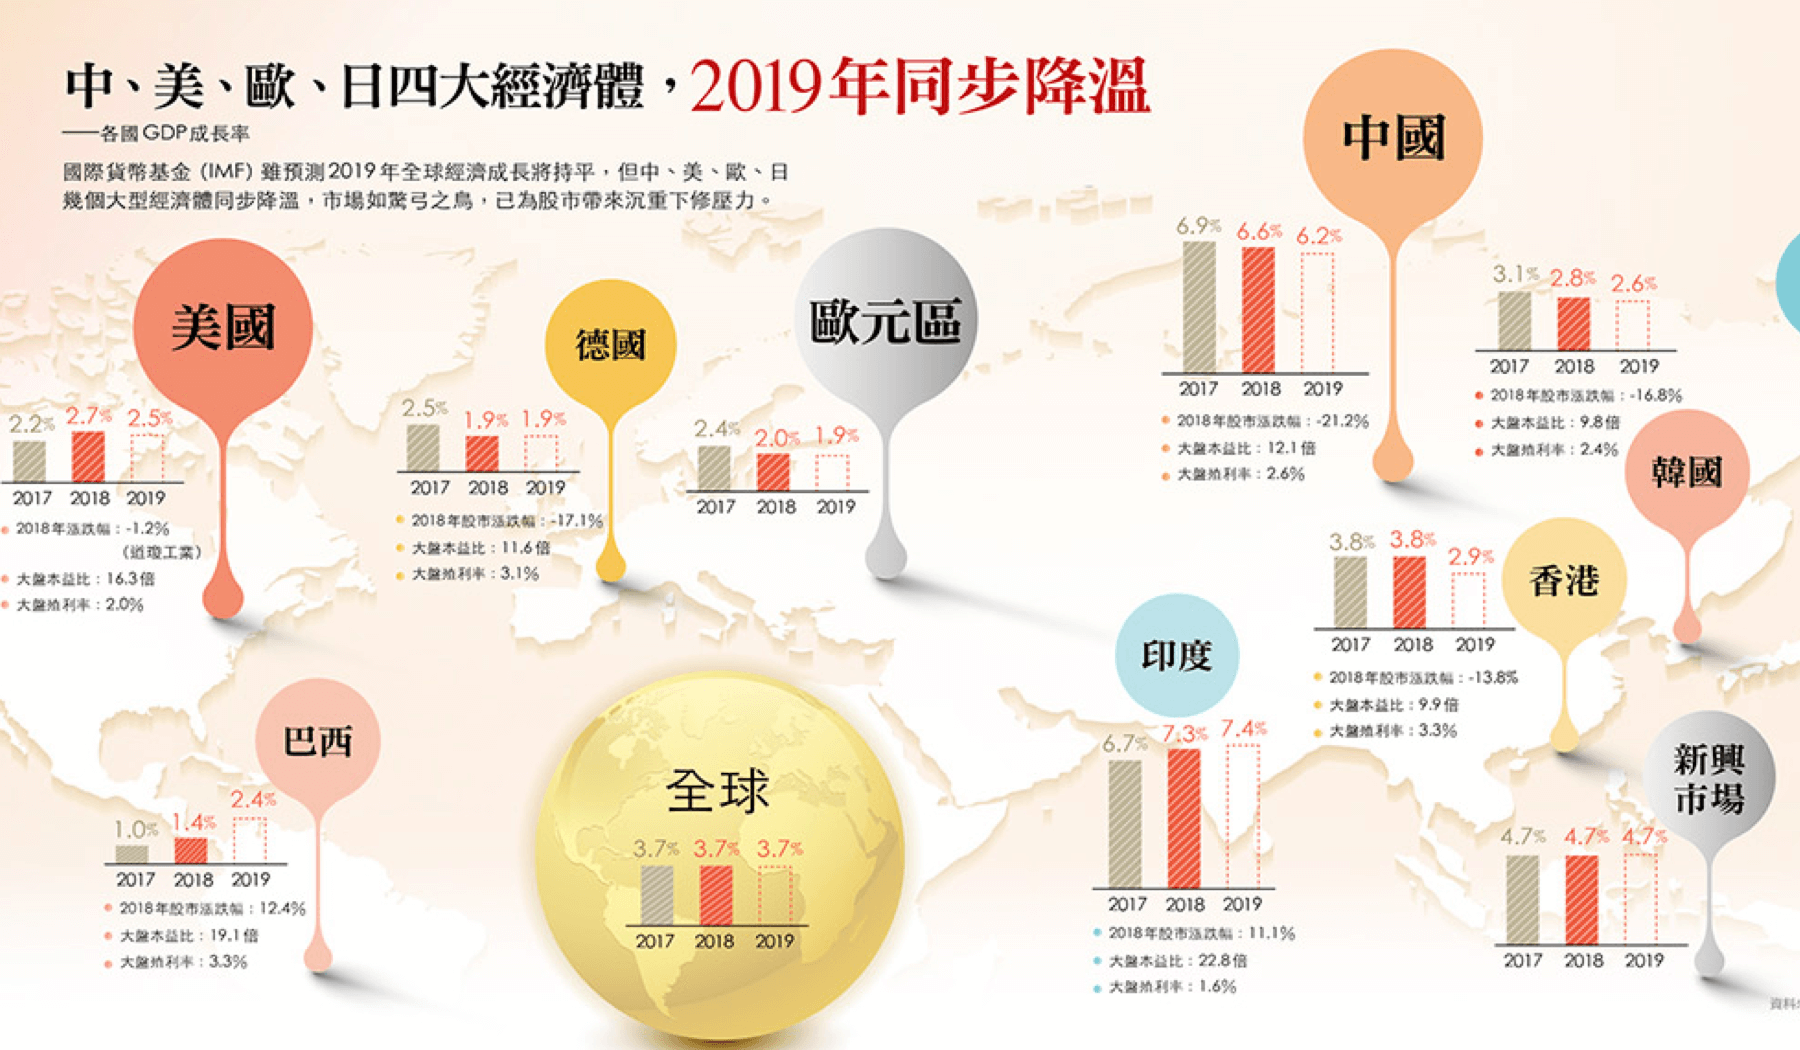 中、美、歐、日四大經濟體，2019年同步降溫
——各國GDP成長率
國際貨幣基金 (IMF) 雖預測2019年全球經濟成長將持平，但中、美、歐、日
幾個大型經濟體同步降溫，市場如驚弓之鳥，已為股市帶來沉重下修壓力。
美國
2.2% 2.7% 2.5%
2017 2018 2019
2018年漲跌幅：-1.2%
（道瓊工業）
大盤本益比：16.3倍
大盤殖利率：2.0%
德國
2.5% 1.9% 1.9%
2017 2018 2019
2018年股市漲跌幅：-17.1%
大盤本益比：11.6倍
大盤殖利率：3.1%
歐元區
2.4% 2.0% 1.9%
2017 2018 2019
中國
6.9% 6.6% 6.2%
2017 2018 2019
2018年股市漲跌幅：-21.2%
大盤本益比：12.1倍
大盤殖利率：2.6%
3.1% 2.8% 2.6%
2017 2018 2019
2018年股市漲跌幅：-16.8%
大盤本益比：9.8倍
大盤殖利率：2.4%
韓國
3.8% 3.8% 2.9%
2017 2018 2019
香港
2018年股市漲跌幅：-13.8%
大盤本益比：9.9倍
大盤殖利率：3.3%
巴西
1.0% 1.4% 2.4%
2017 2018 2019
2018年股市漲跌幅：12.4%
大盤本益比：19.1倍
大盤殖利率：3.3%
全球
3.7% 3.7% 3.7%
2017 2018 2019
印度
6.7% 7.3% 7.4%
2017 2018 2019
2018年股市漲跌幅：11.1%
大盤本益比：22.8倍
大盤殖利率：1.6%
新興
市場
4.7% 4.7% 4.7%
2017 2018 2019
資料